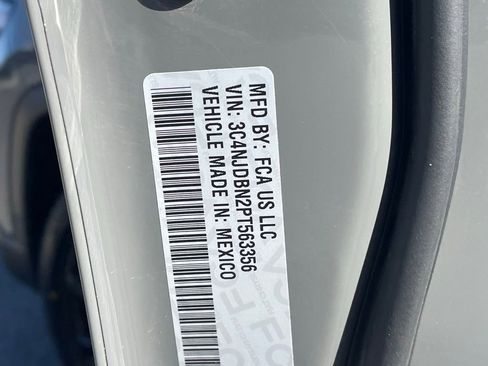 MFD BY: FCA US LLC
VIN: 3C4NJDBN2PT563356
VEHICLE MADE IN: MEXICO